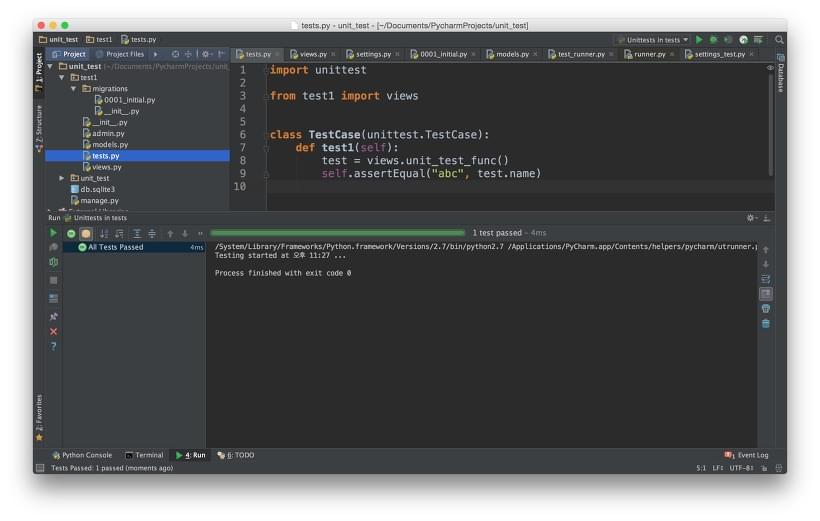 tests.py - unit_test - [~/Documents/PycharmProjects/unit_test]
unit_test test1 tests.py Unittests in tests
1: Project
Z: Structure
2: Favorites
Database
Project Project Files
unit_test (~/Documents/PycharmProjects/unit_
test1
migrations
0001_initial.py
__init__.py
__init__.py
admin.py
models.py
tests.py
views.py
unit_test
db.sqlite3
manage.py
External Libraries
tests.py views.py settings.py 0001_initial.py models.py test_runner.py runner.py settings_test.py
1 import unittest
2
3 from test1 import views
4
5
6 class TestCase(unittest.TestCase):
7 def test1(self):
8 test = views.unit_test_func()
9 self.assertEqual("abc", test.name)
10
Run Unittests in tests
1 test passed - 4ms
All Tests Passed 4ms
/System/Library/Frameworks/Python.framework/Versions/2.7/bin/python2.7 /Applications/PyCharm.app/Contents/helpers/pycharm/utrunner.p
Testing started at 오후 11:27 ...
Process finished with exit code 0
Python Console Terminal 4: Run 6: TODO 1 Event Log
Tests Passed: 1 passed (moments ago) 5:1 LF UTF-8